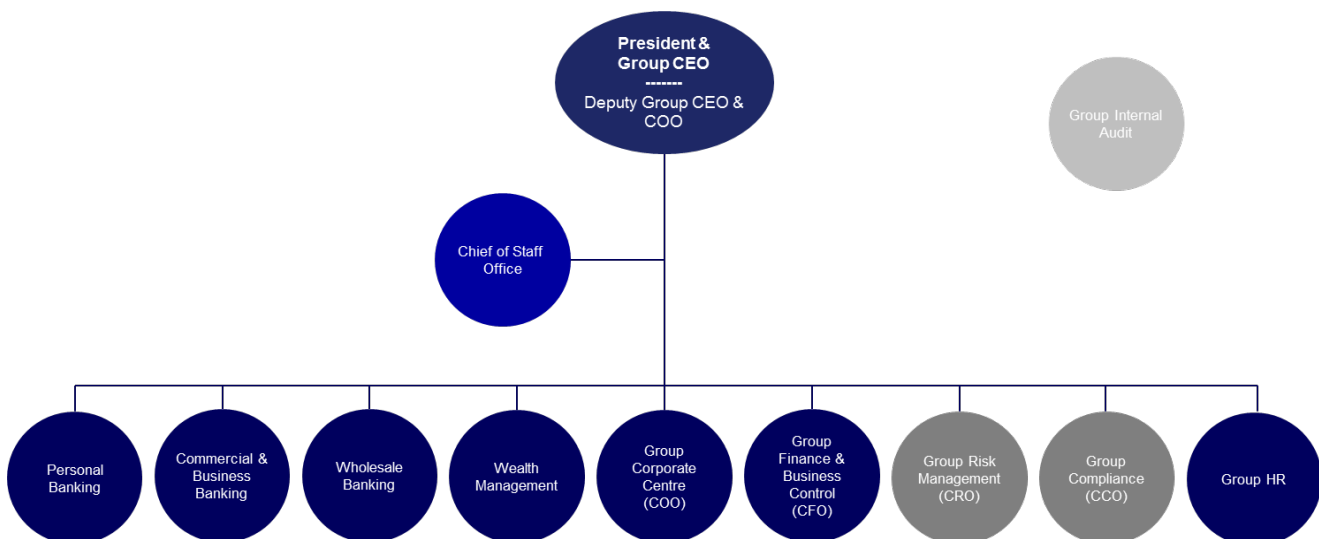 President &
Group CEO
-------
Deputy Group CEO &
COO
Group Internal
Audit
Chief of Staff
Office
Personal
Banking
Commercial &
Business
Banking
Wholesale
Banking
Wealth
Management
Group
Corporate
Centre
(COO)
Group
Finance &
Business
Control
(CFO)
Group Risk
Management
(CRO)
Group
Compliance
(CCO)
Group HR